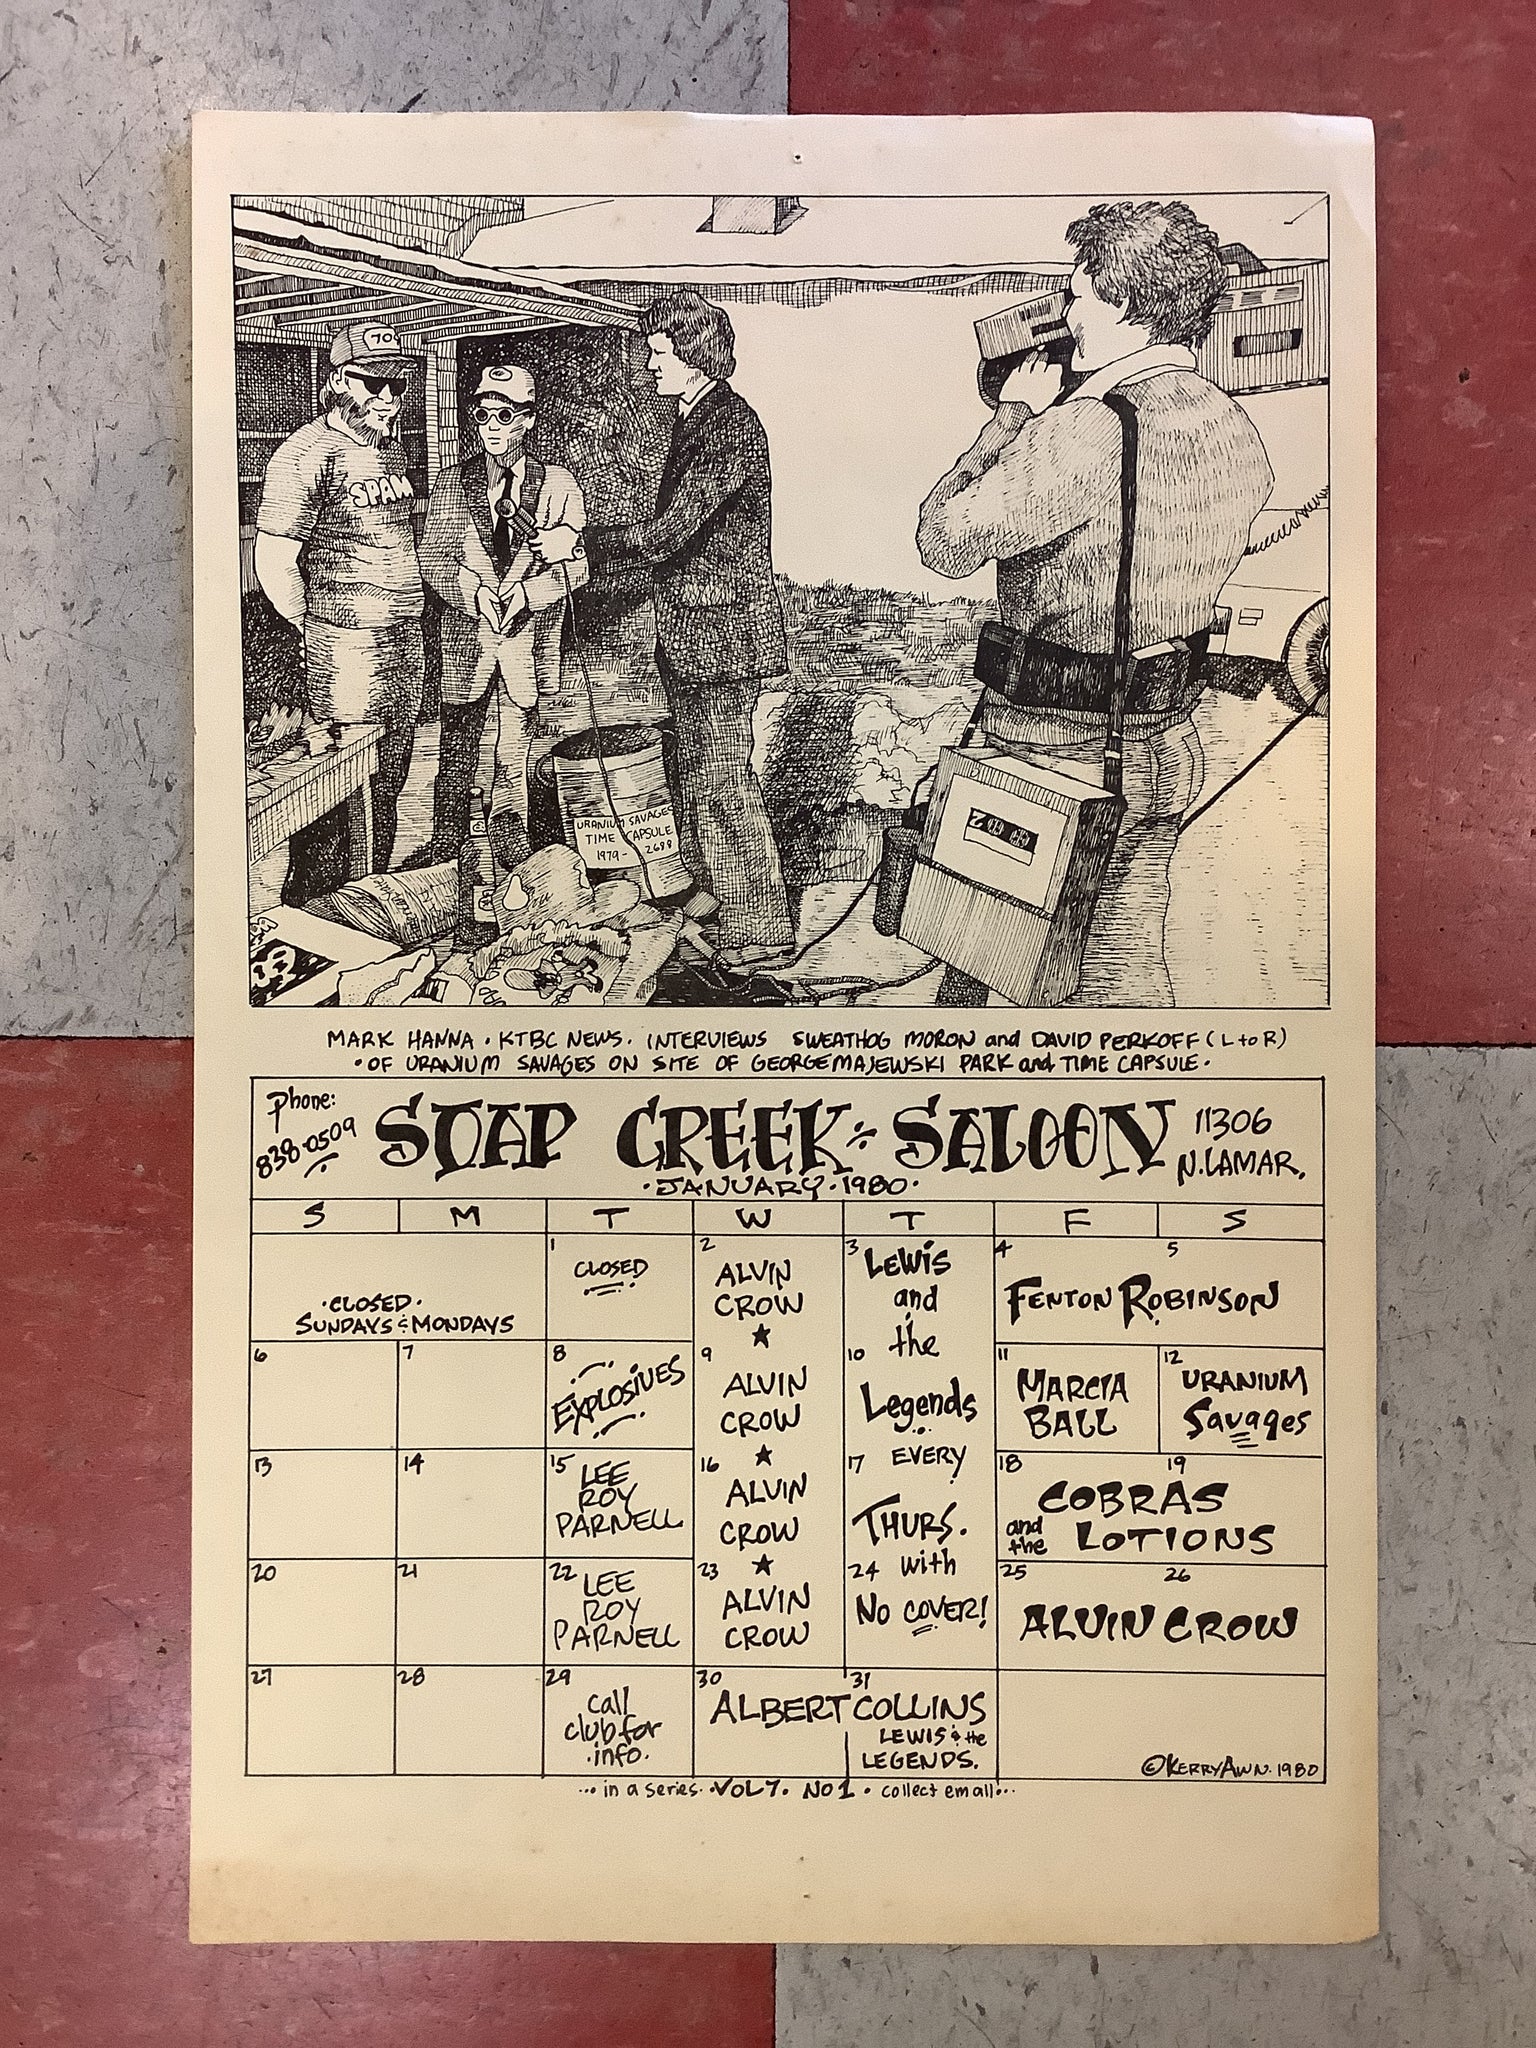 70
SPAM
URANIUM SAVAGES
TIME CAPSULE
1979- 2688
MARK HANNA • KTBC NEWS • INTERVIEWS SWEATHOG MORON and DAVID PERKOFF (L to R)
• OF URANIUM SAVAGES ON SITE OF GEORGE MAJEWSKI PARK and TIME CAPSULE •
Phone:
838-0509
SOAP CREEK SALOON
11306
N. LAMAR.
• JANUARY • 1980 •
S M T W T F S
• CLOSED •
SUNDAYS & MONDAYS
1
CLOSED
2
ALVIN
CROW
3
LEWIS
and
the
4 5
FENTON ROBINSON
6
7
8
EXPLOSIVES
9
ALVIN
CROW
10
Legends
11
MARCIA
BALL
12
URANIUM
Savages
13
14
15
LEE
ROY
PARNELL
16
ALVIN
CROW
17
EVERY
THURS.
18 19
COBRAS
and the LOTIONS
20
21
22
LEE
ROY
PARNELL
23
ALVIN
CROW
24
with
NO COVER!
25 26
ALVIN CROW
27
28
29
call
club for
• info •
30 31
ALBERT COLLINS
LEWIS & the
LEGENDS.
© KERRY AWN. 1980
... in a series • VOL 7. NO 1 • collect em all ...